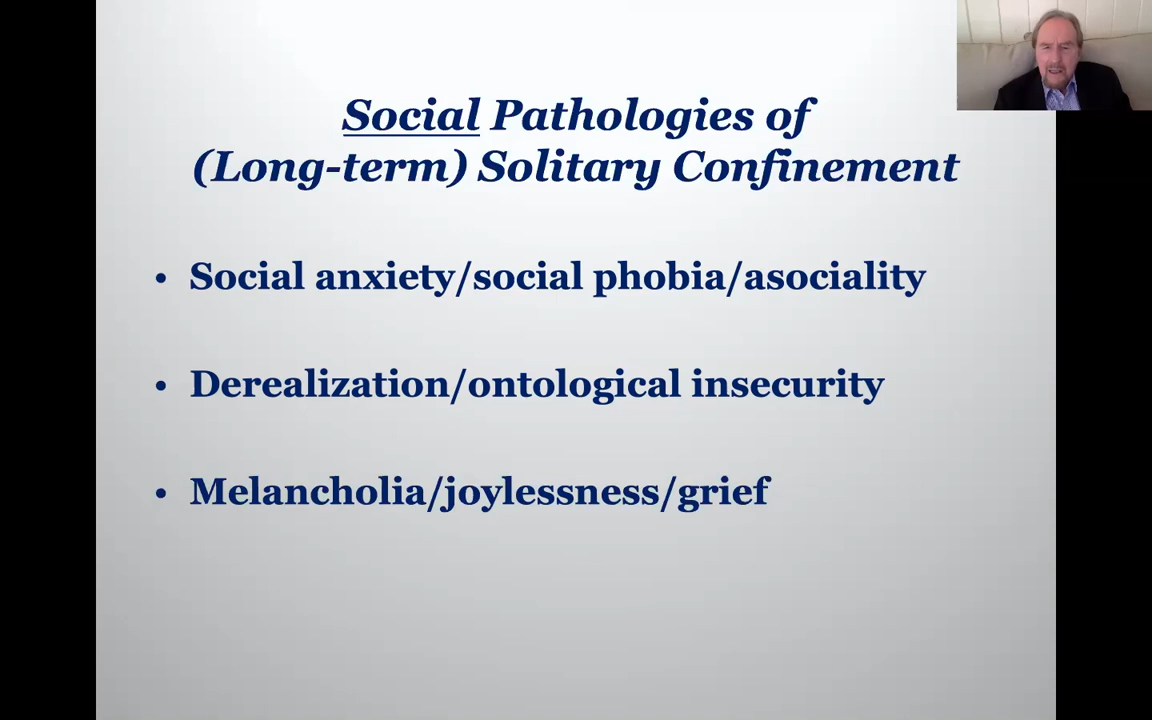 Social Pathologies of
(Long-term) Solitary Confinement
• Social anxiety/social phobia/asociality
• Derealization/ontological insecurity
• Melancholia/joylessness/grief